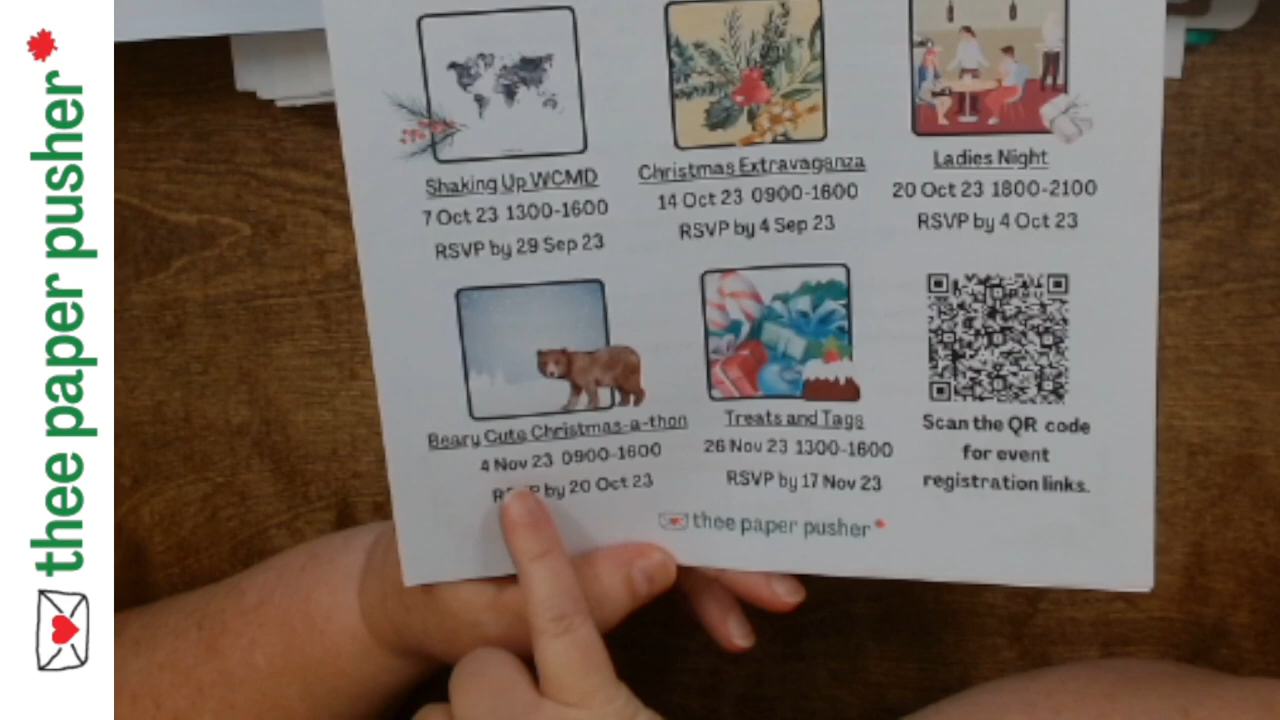 thee paper pusher
Shaking Up WCMD
7 Oct 23 1300-1600
RSVP by 29 Sep 23
Christmas Extravaganza
14 Oct 23 0900-1600
RSVP by 4 Sep 23
Ladies Night
20 Oct 23 1800-2100
RSVP by 4 Oct 23
Beary Cute Christmas-a-thon
4 Nov 23 0900-1600
RSVP by 20 Oct 23
Treats and Tags
26 Nov 23 1300-1600
RSVP by 17 Nov 23
Scan the QR code
for event
registration links.
thee paper pusher